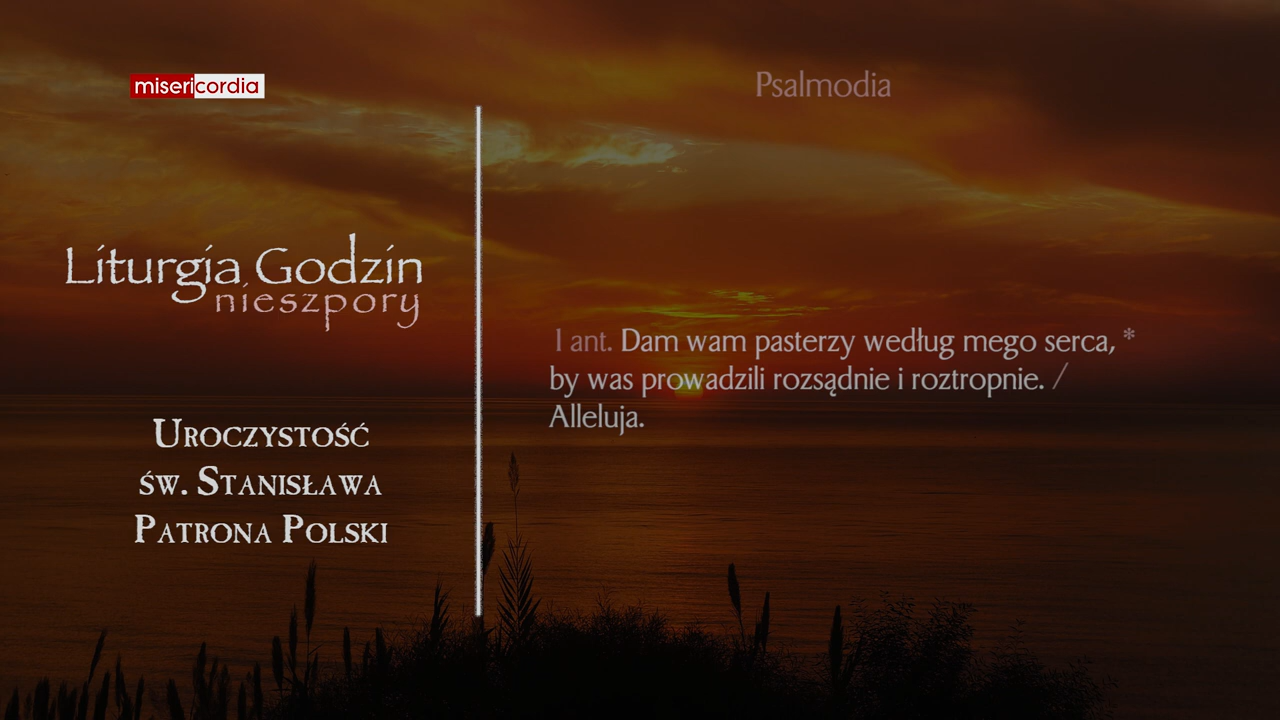 misericordia
Psalmodia
Liturgia Godzin
nieszpory
Uroczystość
św. Stanisława
Patrona Polski
I ant. Dam wam pasterzy według mego serca, *
by was prowadzili rozsądnie i roztropnie. /
Alleluja.